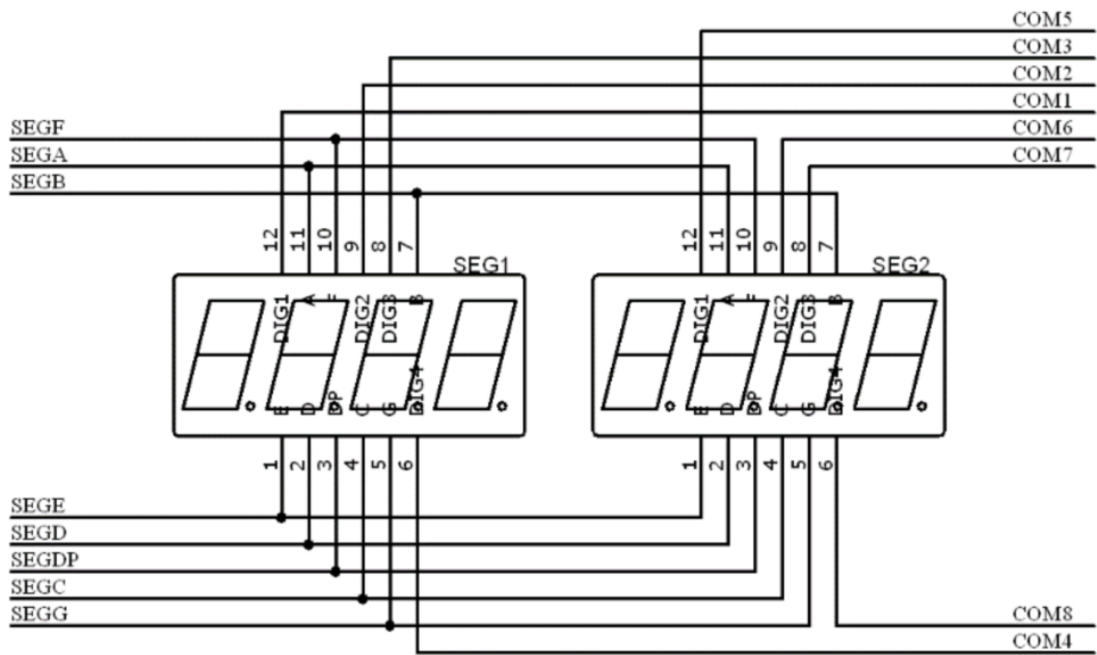 COM5
COM3
COM2
COM1
SEGF COM6
SEGA COM7
SEGB
12 11 10 9 8 7 12 11 10 9 8 7
SEG1 SEG2
DIG1 A F DIG2 DIG3 B DIG1 A F DIG2 DIG3 B
E D DP C G DIG4 E D DP C G DIG4
1 2 3 4 5 6 1 2 3 4 5 6
SEGE
SEGD
SEGDP
SEGC
SEGG COM8
COM4